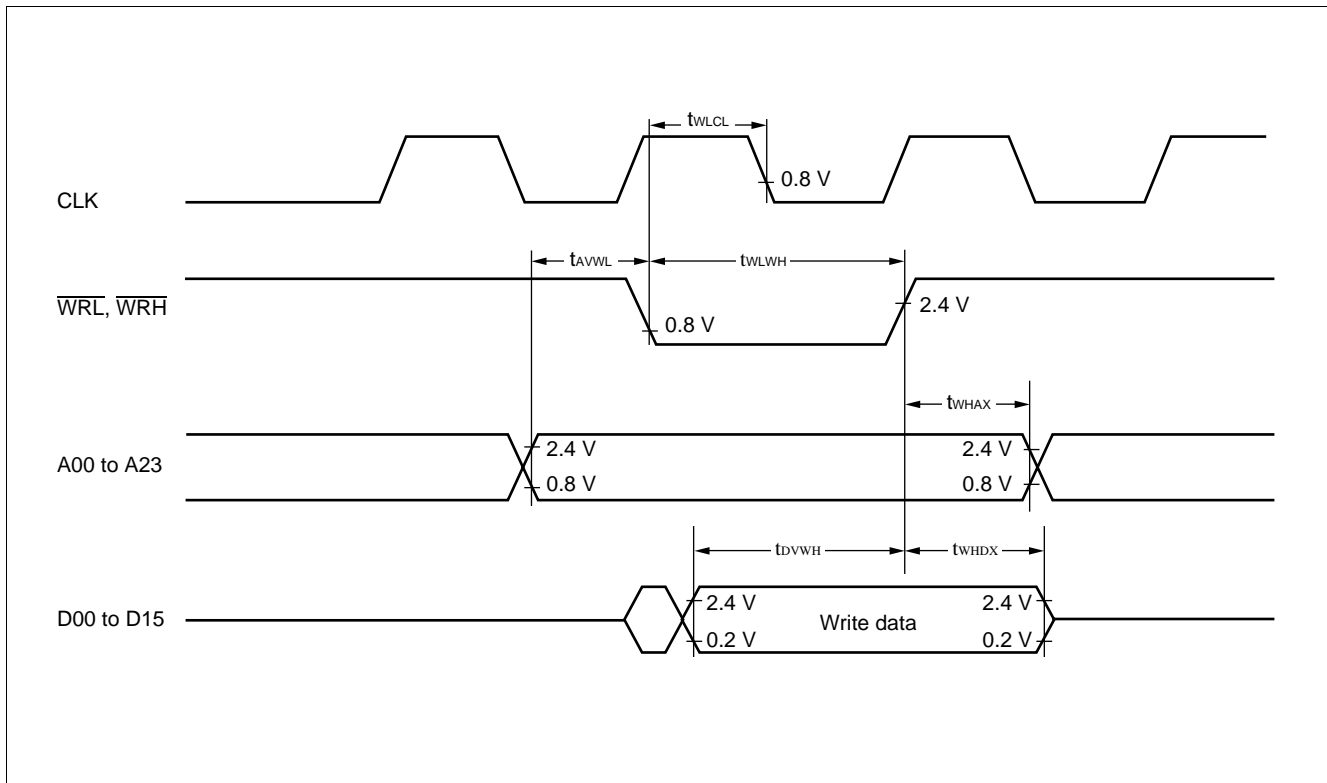 tWLCL
0.8 V
CLK
tAVWL
tWLWH
WRL, WRH
2.4 V
0.8 V
tWHAX
2.4 V
2.4 V
A00 to A23
0.8 V
0.8 V
tDVWH
tWHDX
2.4 V
2.4 V
D00 to D15
Write data
0.2 V
0.2 V